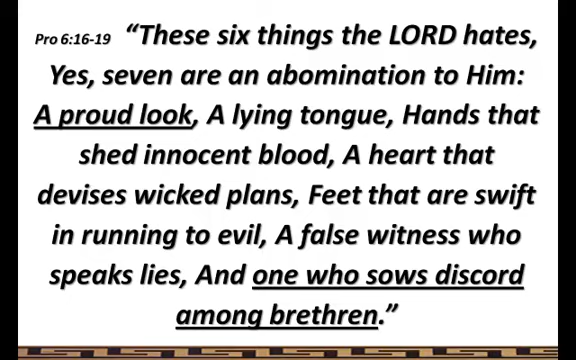 Pro 6:16-19 “These six things the LORD hates,
Yes, seven are an abomination to Him:
A proud look, A lying tongue, Hands that
shed innocent blood, A heart that
devises wicked plans, Feet that are swift
in running to evil, A false witness who
speaks lies, And one who sows discord
among brethren.”